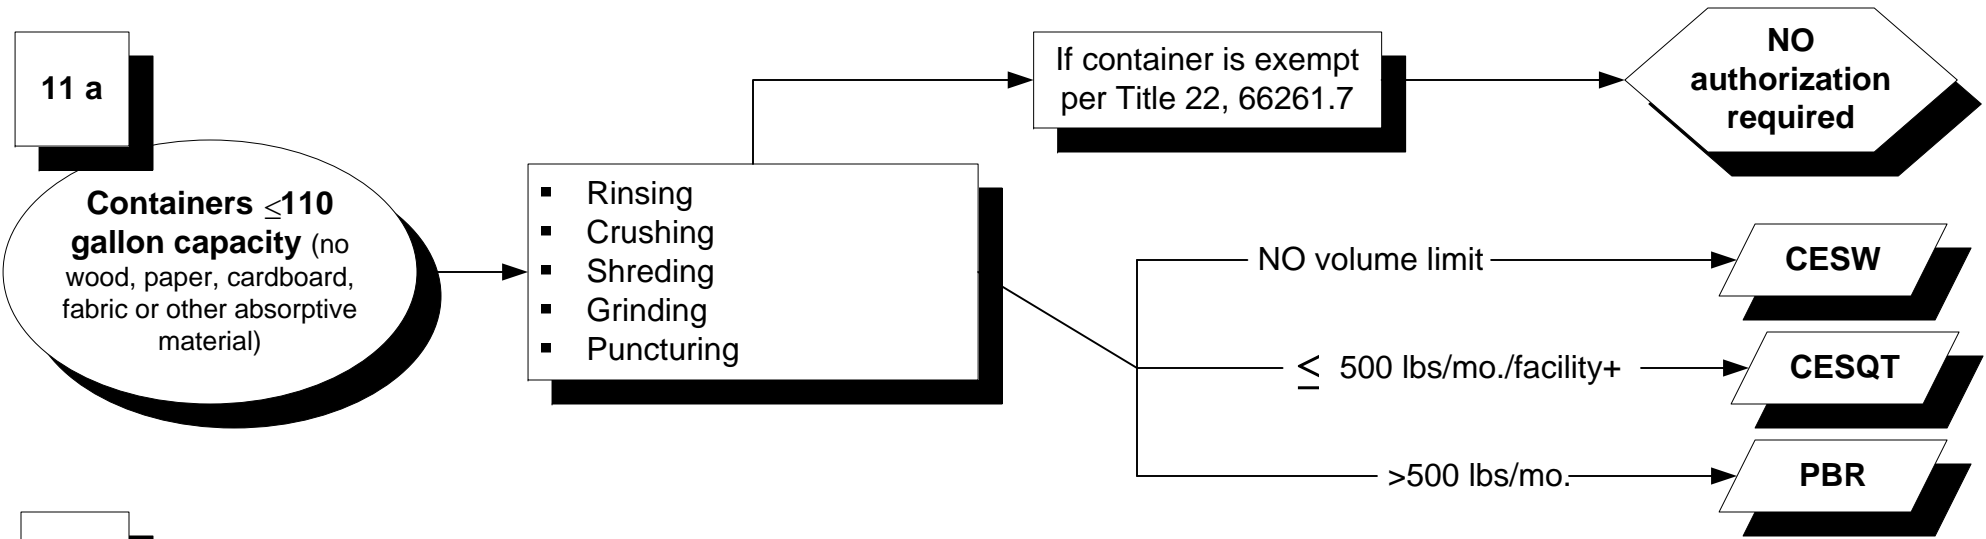 11 a
Containers ≤110
gallon capacity (no
wood, paper, cardboard,
fabric or other absorptive
material)
▪ Rinsing
▪ Crushing
▪ Shreding
▪ Grinding
▪ Puncturing
If container is exempt
per Title 22, 66261.7
NO
authorization
required
NO volume limit
CESW
≤ 500 lbs/mo./facility+
CESQT
>500 lbs/mo.
PBR